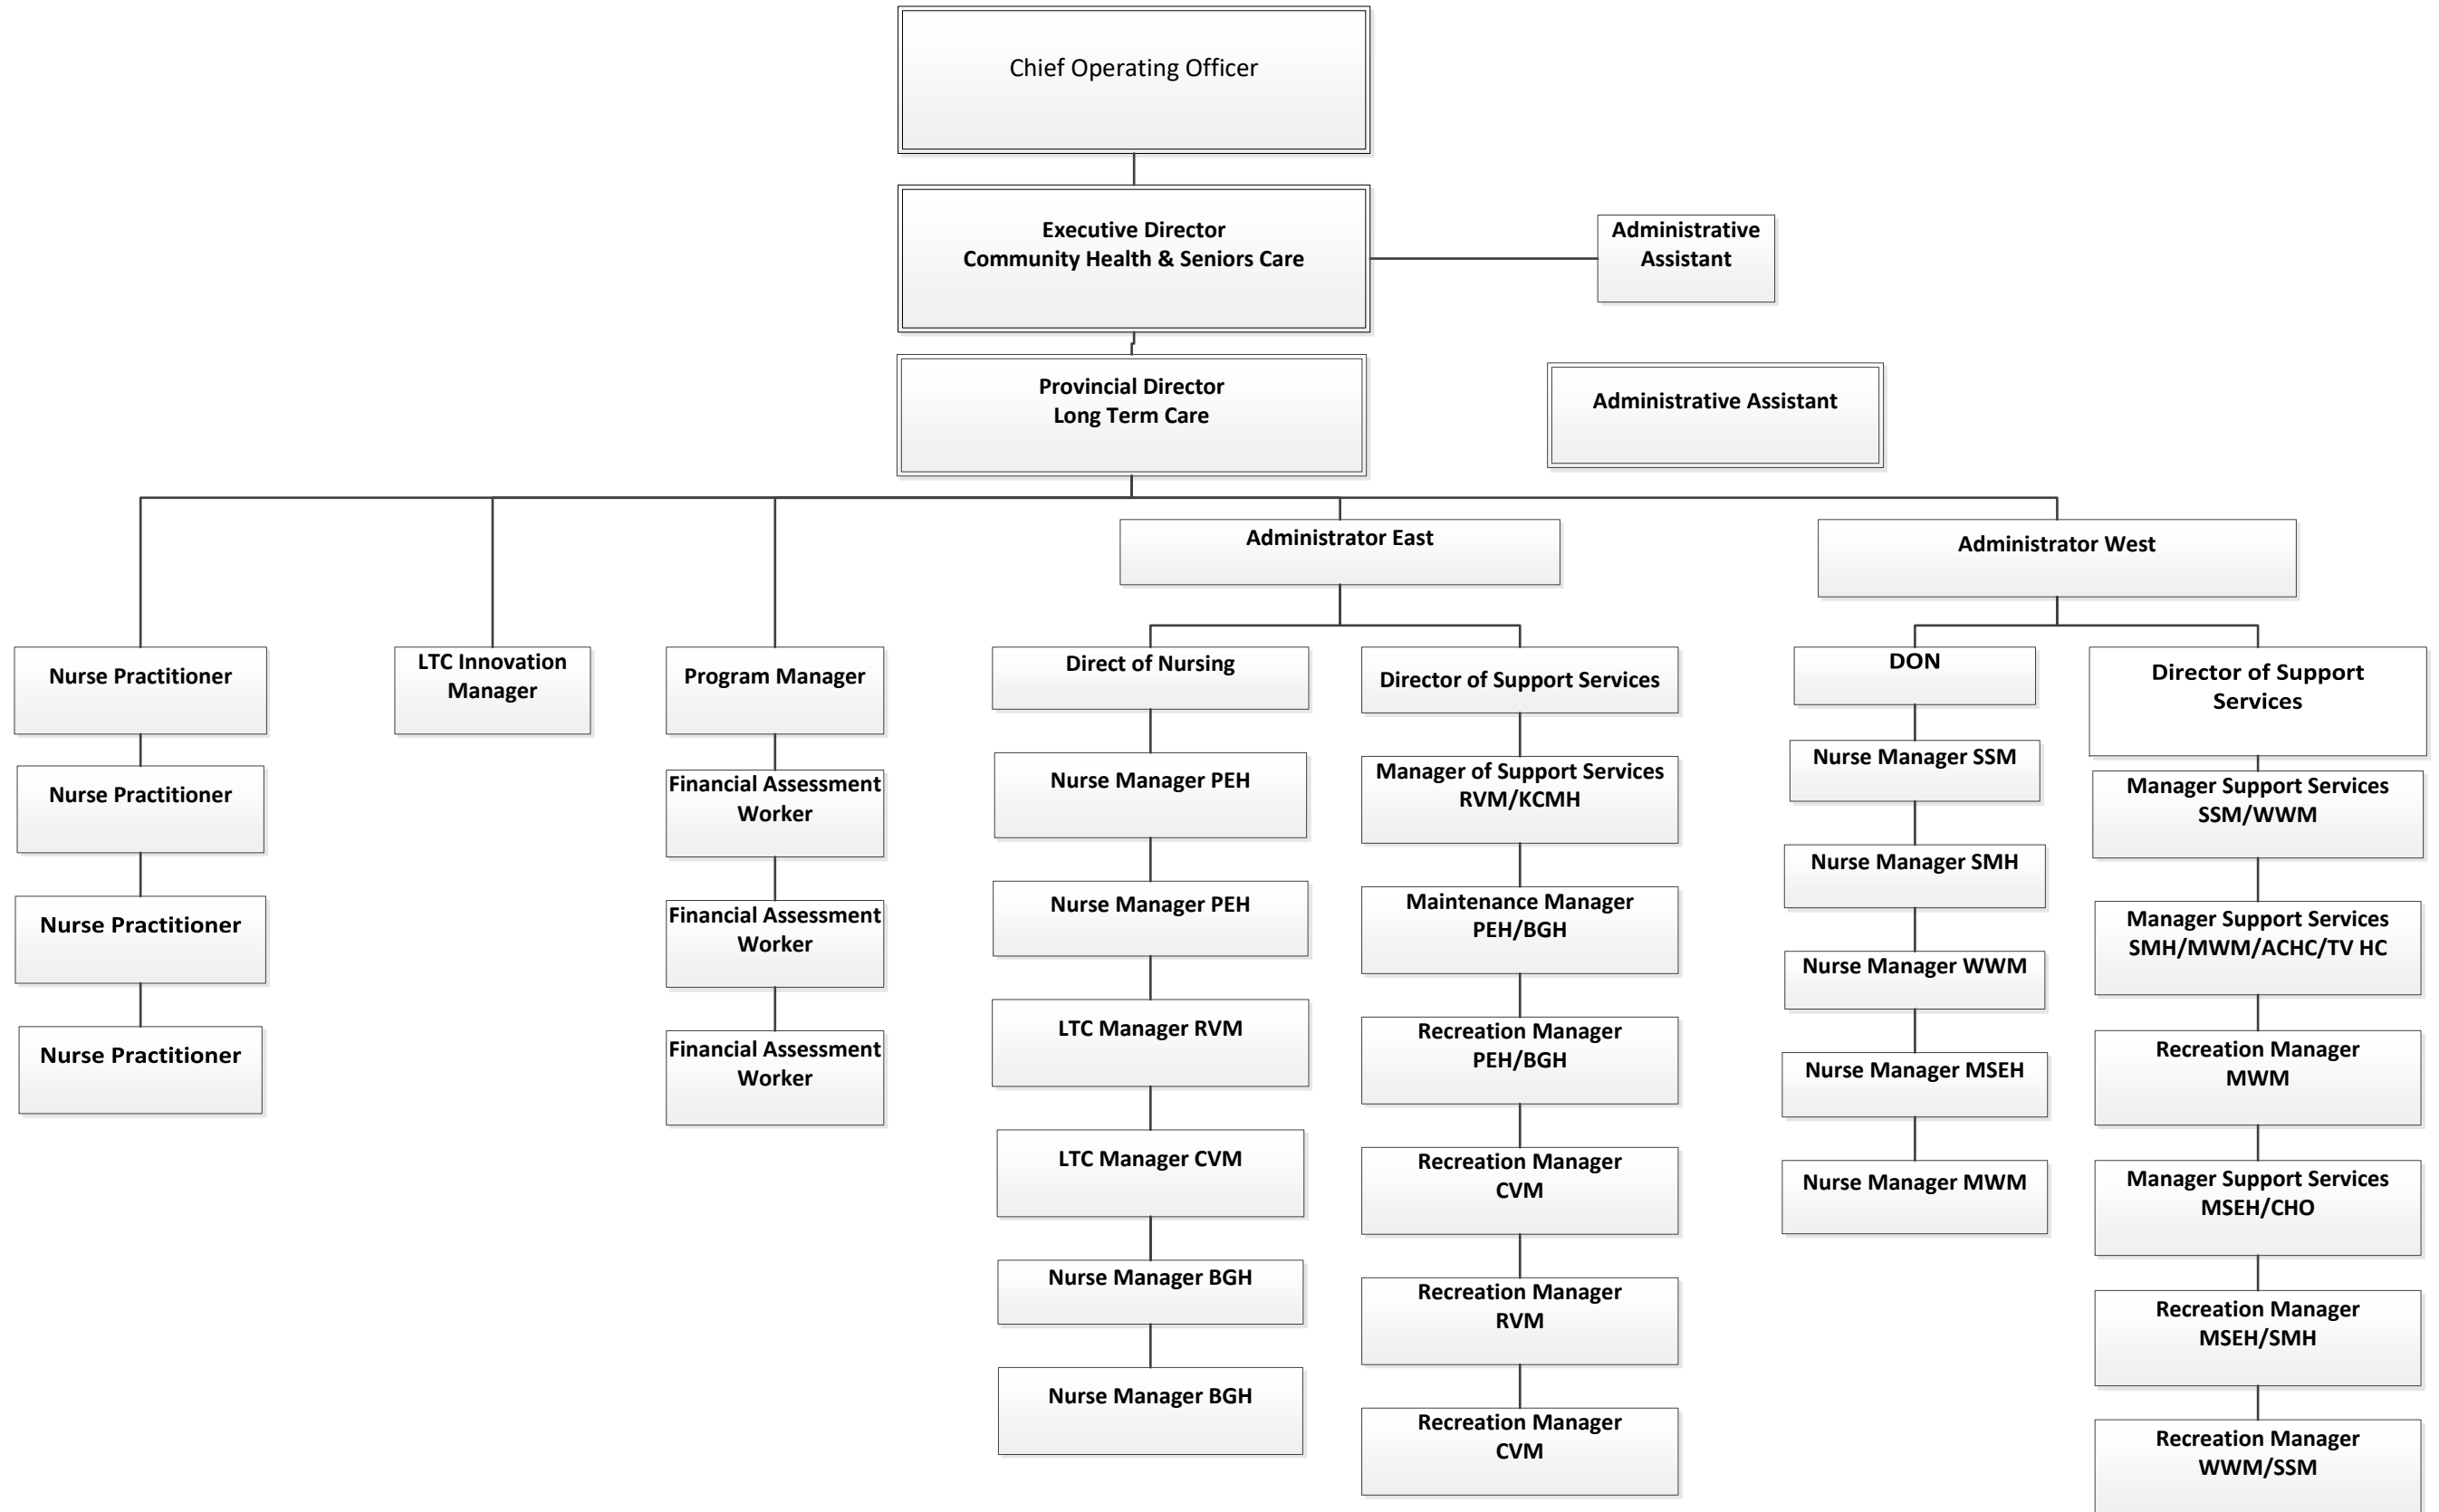 Chief Operating Officer
Executive Director
Community Health & Seniors Care
Administrative
Assistant
Provincial Director
Long Term Care
Administrative Assistant
Administrator East
Administrator West
Nurse Practitioner
Nurse Practitioner
Nurse Practitioner
Nurse Practitioner
LTC Innovation
Manager
Program Manager
Financial Assessment
Worker
Financial Assessment
Worker
Financial Assessment
Worker
Direct of Nursing
Nurse Manager PEH
Nurse Manager PEH
LTC Manager RVM
LTC Manager CVM
Nurse Manager BGH
Nurse Manager BGH
Director of Support Services
Manager of Support Services
RVM/KCMH
Maintenance Manager
PEH/BGH
Recreation Manager
PEH/BGH
Recreation Manager
CVM
Recreation Manager
RVM
Recreation Manager
CVM
DON
Nurse Manager SSM
Nurse Manager SMH
Nurse Manager WWM
Nurse Manager MSEH
Nurse Manager MWM
Director of Support
Services
Manager Support Services
SSM/WWM
Manager Support Services
SMH/MWM/ACHC/TV HC
Recreation Manager
MWM
Manager Support Services
MSEH/CHO
Recreation Manager
MSEH/SMH
Recreation Manager
WWM/SSM